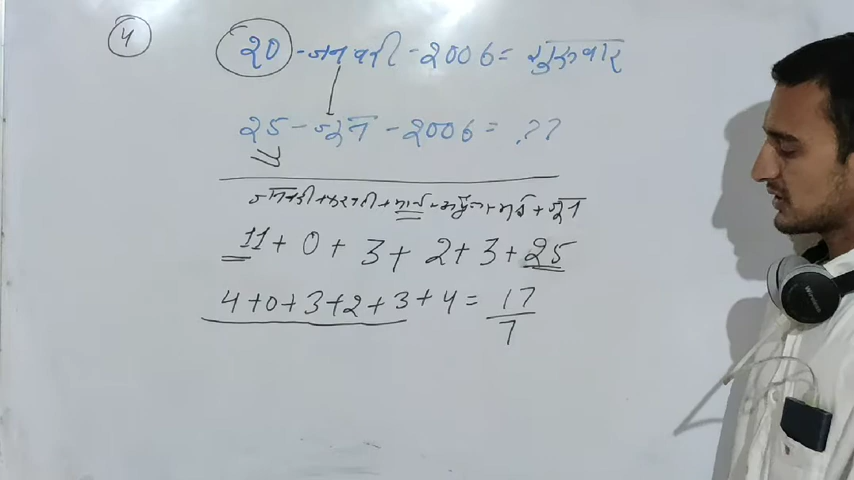 4
20 - जनवरी - 2006 = शुक्रवार
25 - जून - 2006 = ??
जनवरी + फरवरी + मार्च + अप्रैल + मई + जून
11 + 0 + 3 + 2 + 3 + 25
4 + 0 + 3 + 2 + 3 + 4 = 17
7